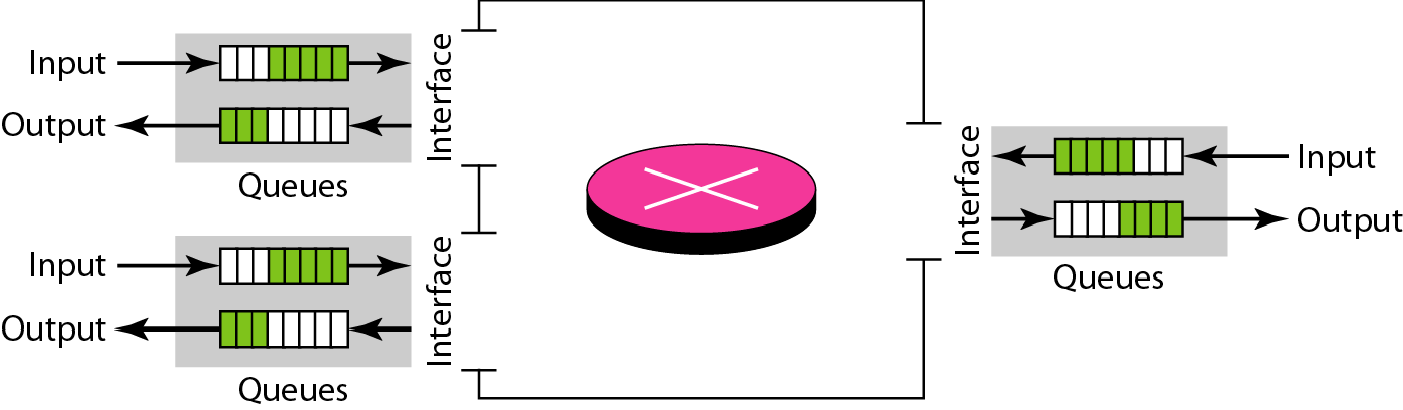 Input
Output
Queues
Interface
Input
Output
Queues
Interface
Interface
Input
Output
Queues